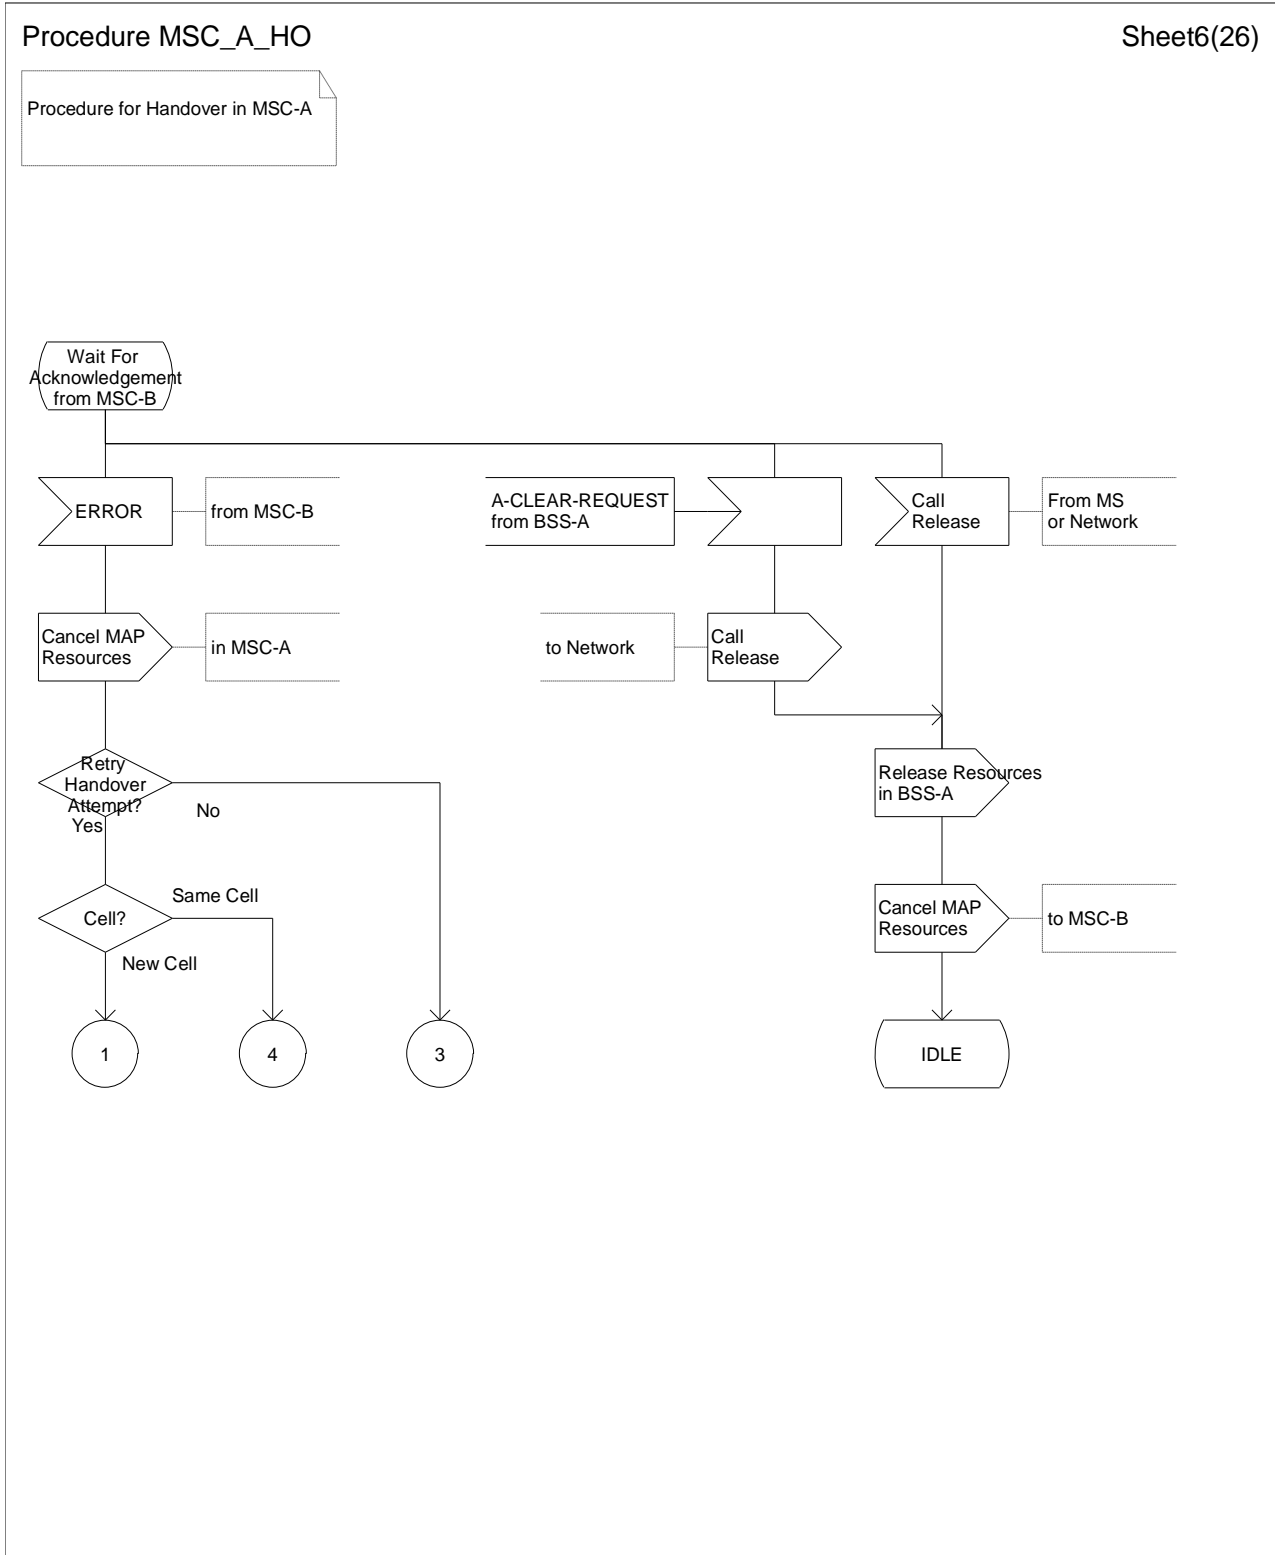 Procedure MSC_A_HO
Sheet6(26)
Procedure for Handover in MSC-A
Wait For
Acknowledgement
from MSC-B
ERROR
from MSC-B
A-CLEAR-REQUEST
from BSS-A
Call
Release
From MS
or Network
Cancel MAP
Resources
in MSC-A
to Network
Call
Release
Retry
Handover
Attempt?
Yes
No
Release Resources
in BSS-A
Same Cell
Cell?
New Cell
Cancel MAP
Resources
to MSC-B
1
4
3
IDLE